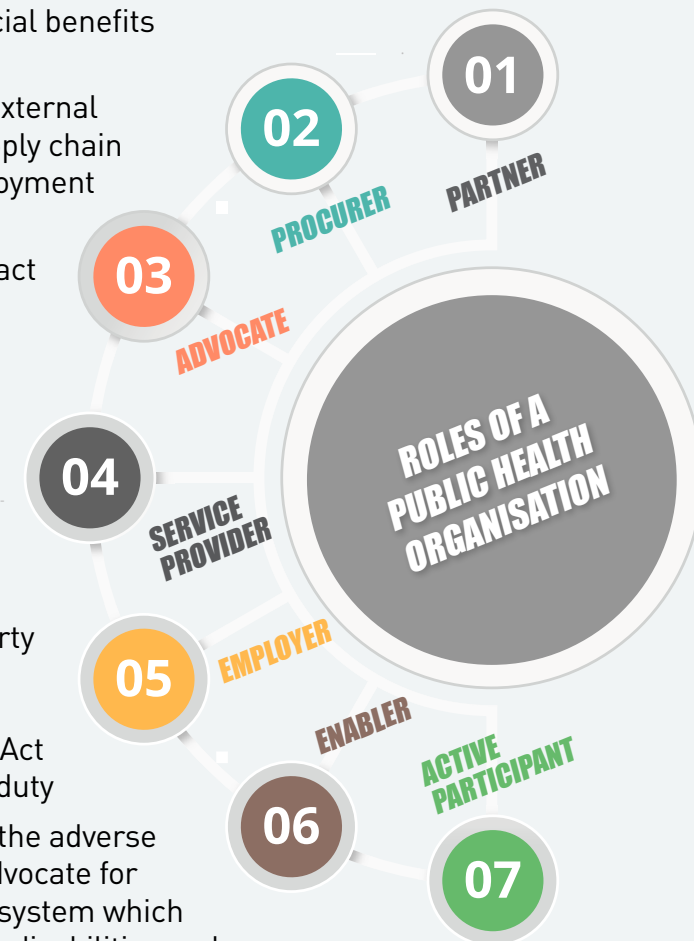 cial benefits
xternal
ply chain
oyment
act
rty
Act
duty
the adverse
dvocate for
system which
01
PARTNER
02
PROCURER
03
ADVOCATE
04
SERVICE
PROVIDER
05
EMPLOYER
06
ENABLER
07
ACTIVE
PARTICIPANT
ROLES OF A
PUBLIC HEALTH
ORGANISATION